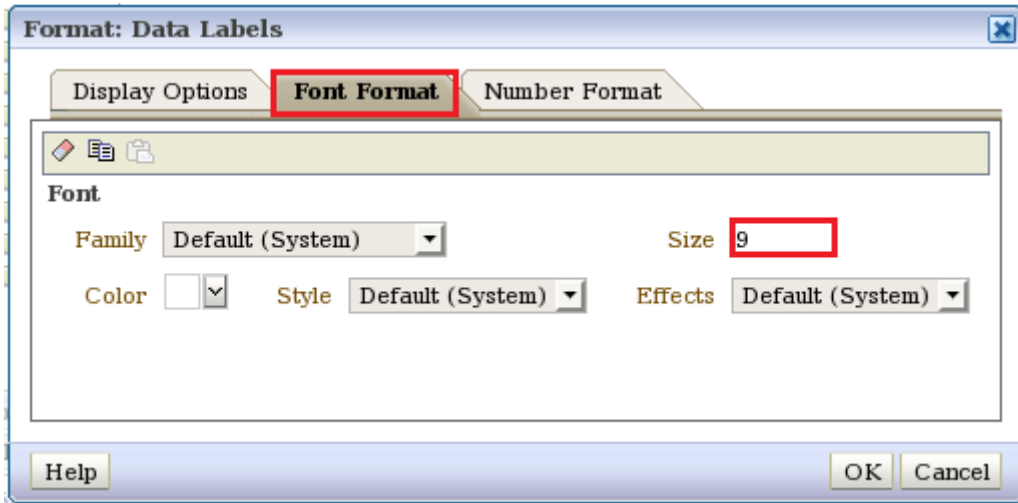 Format: Data Labels
Display Options Font Format Number Format
Font
Family Default (System) Size 9
Color Style Default (System) Effects Default (System)
Help OK Cancel